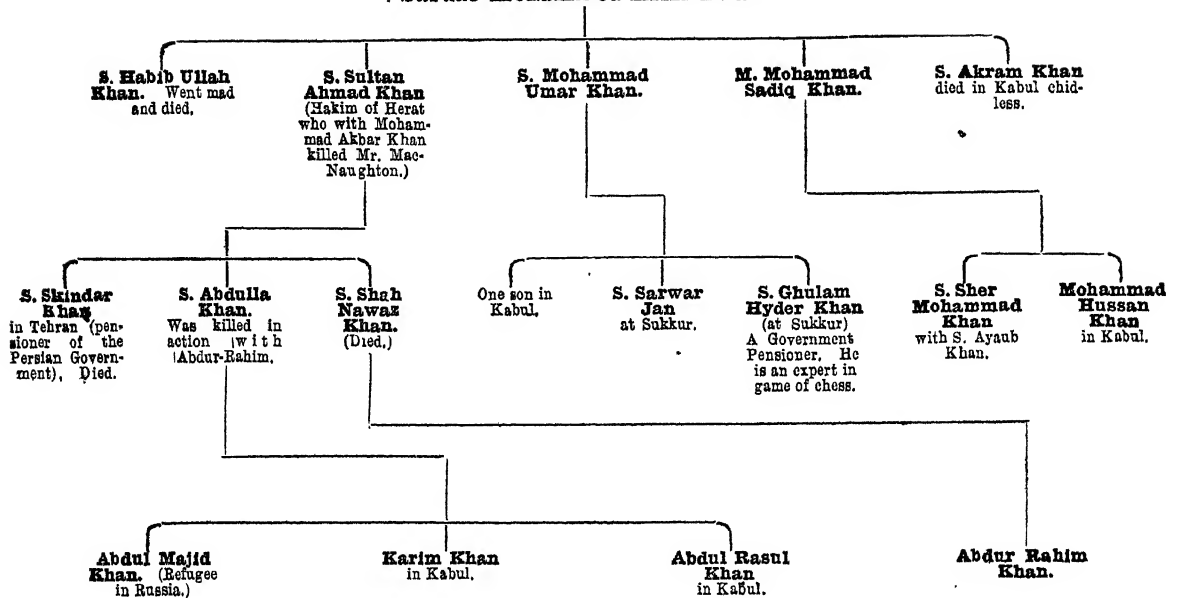 S. Habib Ullah
Khan. Went mad
and died.
S. Sultan
Ahmad Khan
(Hakim of Herat
who with Moham-
mad Akbar Khan
killed Mr. Mac-
Naughton.)
S. Mohammad
Umar Khan.
M. Mohammad
Sadiq Khan.
S. Akram Khan
died in Kabul chid-
less.
S. Skindar
Khan
in Tehran (pen-
sioner of the
Persian Govern-
ment), Died.
S. Abdulla
Khan.
Was killed in
action with
Abdur-Rahim.
S. Shah
Nawaz
Khan.
(Died.)
One son in
Kabul.
S. Sarwar
Jan
at Sukkur.
S. Ghulam
Hyder Khan
(at Sukkur)
A Government
Pensioner. He
is an expert in
game of chess.
S. Sher
Mohammad
Khan
with S. Ayaub
Khan.
Mohammad
Hussan
Khan
in Kabul.
Abdul Majid
Khan. (Refugee
in Russia.)
Karim Khan
in Kabul.
Abdul Rasul
Khan
in Kabul.
Abdur Rahim
Khan.